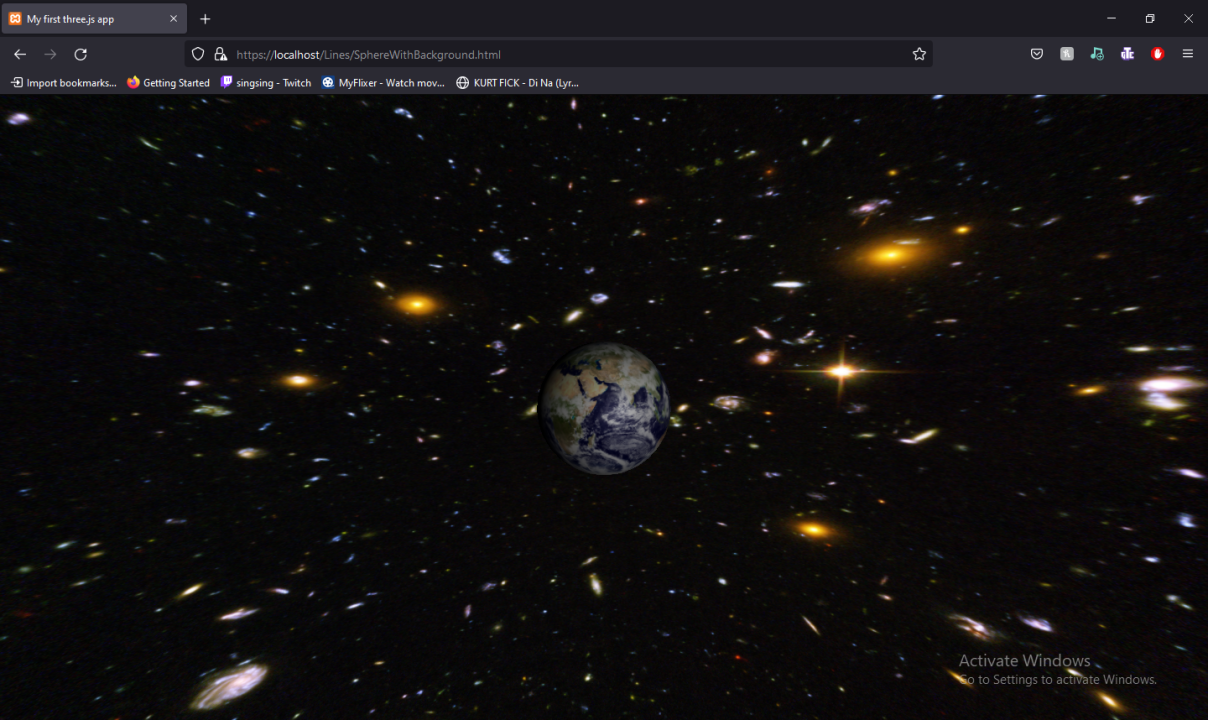 My first three.js app
https://localhost/Lines/SphereWithBackground.html
Import bookmarks... Getting Started singsing - Twitch MyFlixer - Watch mov... KURT FICK - Di Na (Lyr...
Activate Windows
Go to Settings to activate Windows.